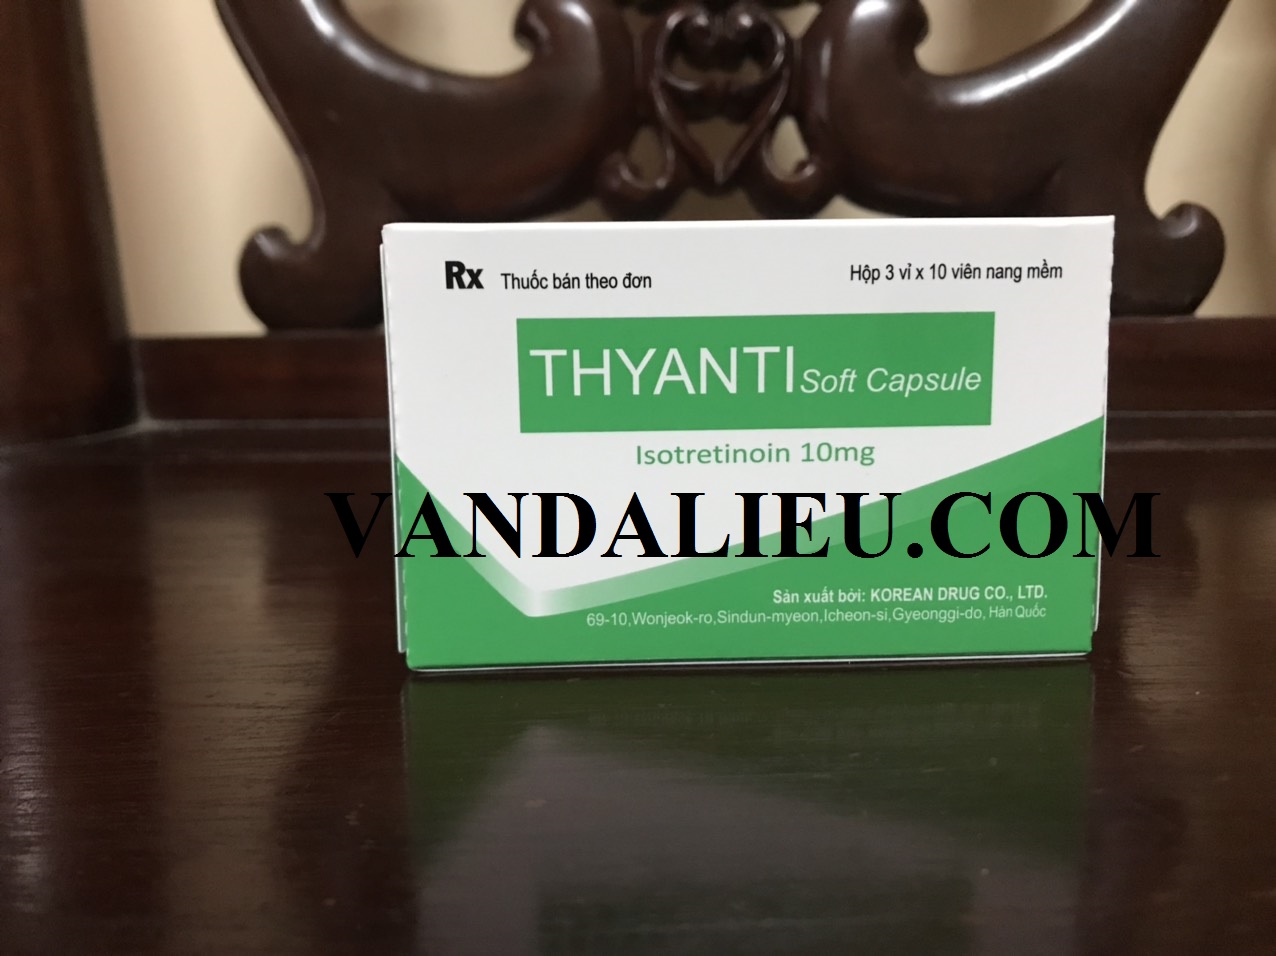 Rx Thuốc bán theo đơn
Hộp 3 vỉ x 10 viên nang mềm
THYANTI Soft Capsule
Isotretinoin 10mg
VANDALIEU.COM
Sản xuất bởi: KOREAN DRUG CO., LTD.
69-10,Wonjeok-ro,Sindun-myeon,Icheon-si,Gyeonggi-do, Hàn Quốc